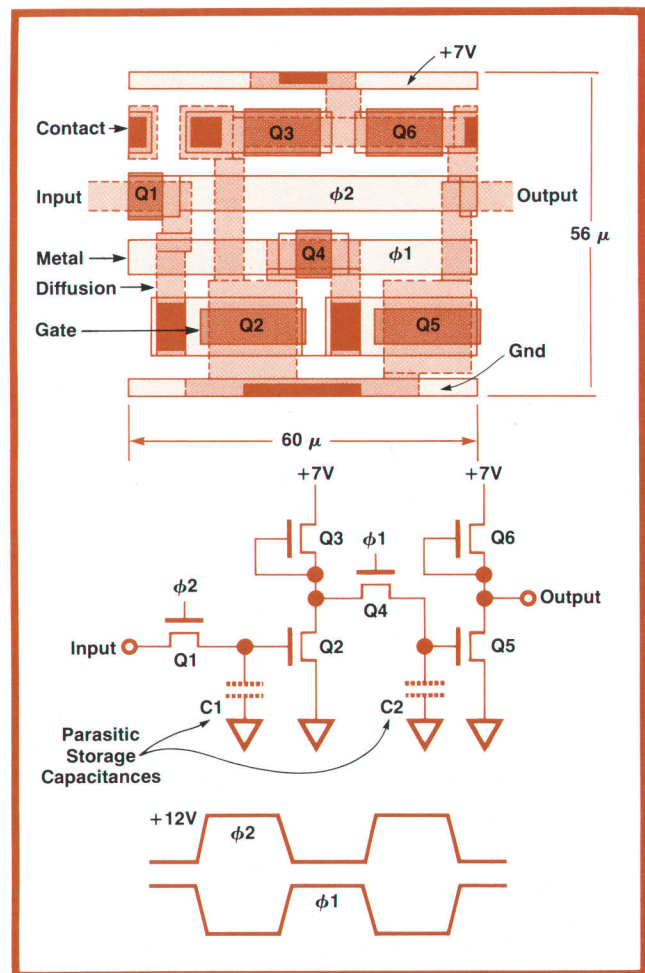 +7V
Contact
Q3
Q6
Input
Q1
ϕ2
Output
56 μ
Metal
Q4
ϕ1
Diffusion
Gate
Q2
Q5
Gnd
60 μ
+7V
+7V
Q3
ϕ1
Q6
ϕ2
Q4
Output
Input
Q1
Q2
Q5
C1
C2
Parasitic
Storage
Capacitances
+12V
ϕ2
ϕ1